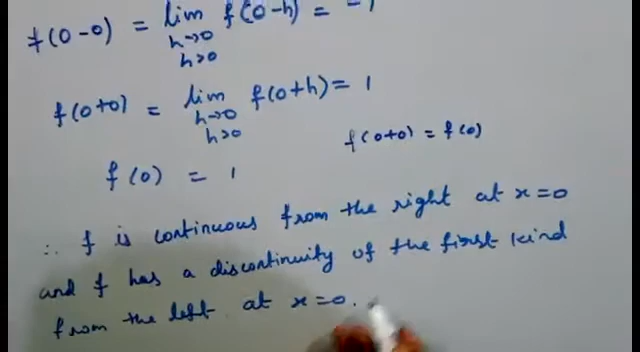 f(0-0) = lim f(0-h) = -1
h→0
h>0
f(0+0) = lim f(0+h) = 1
h→0
h>0
f(0+0) = f(0)
f(0) = 1
∴ f is continuous from the right at x=0
and f has a discontinuity of the first kind
from the left at x=0.